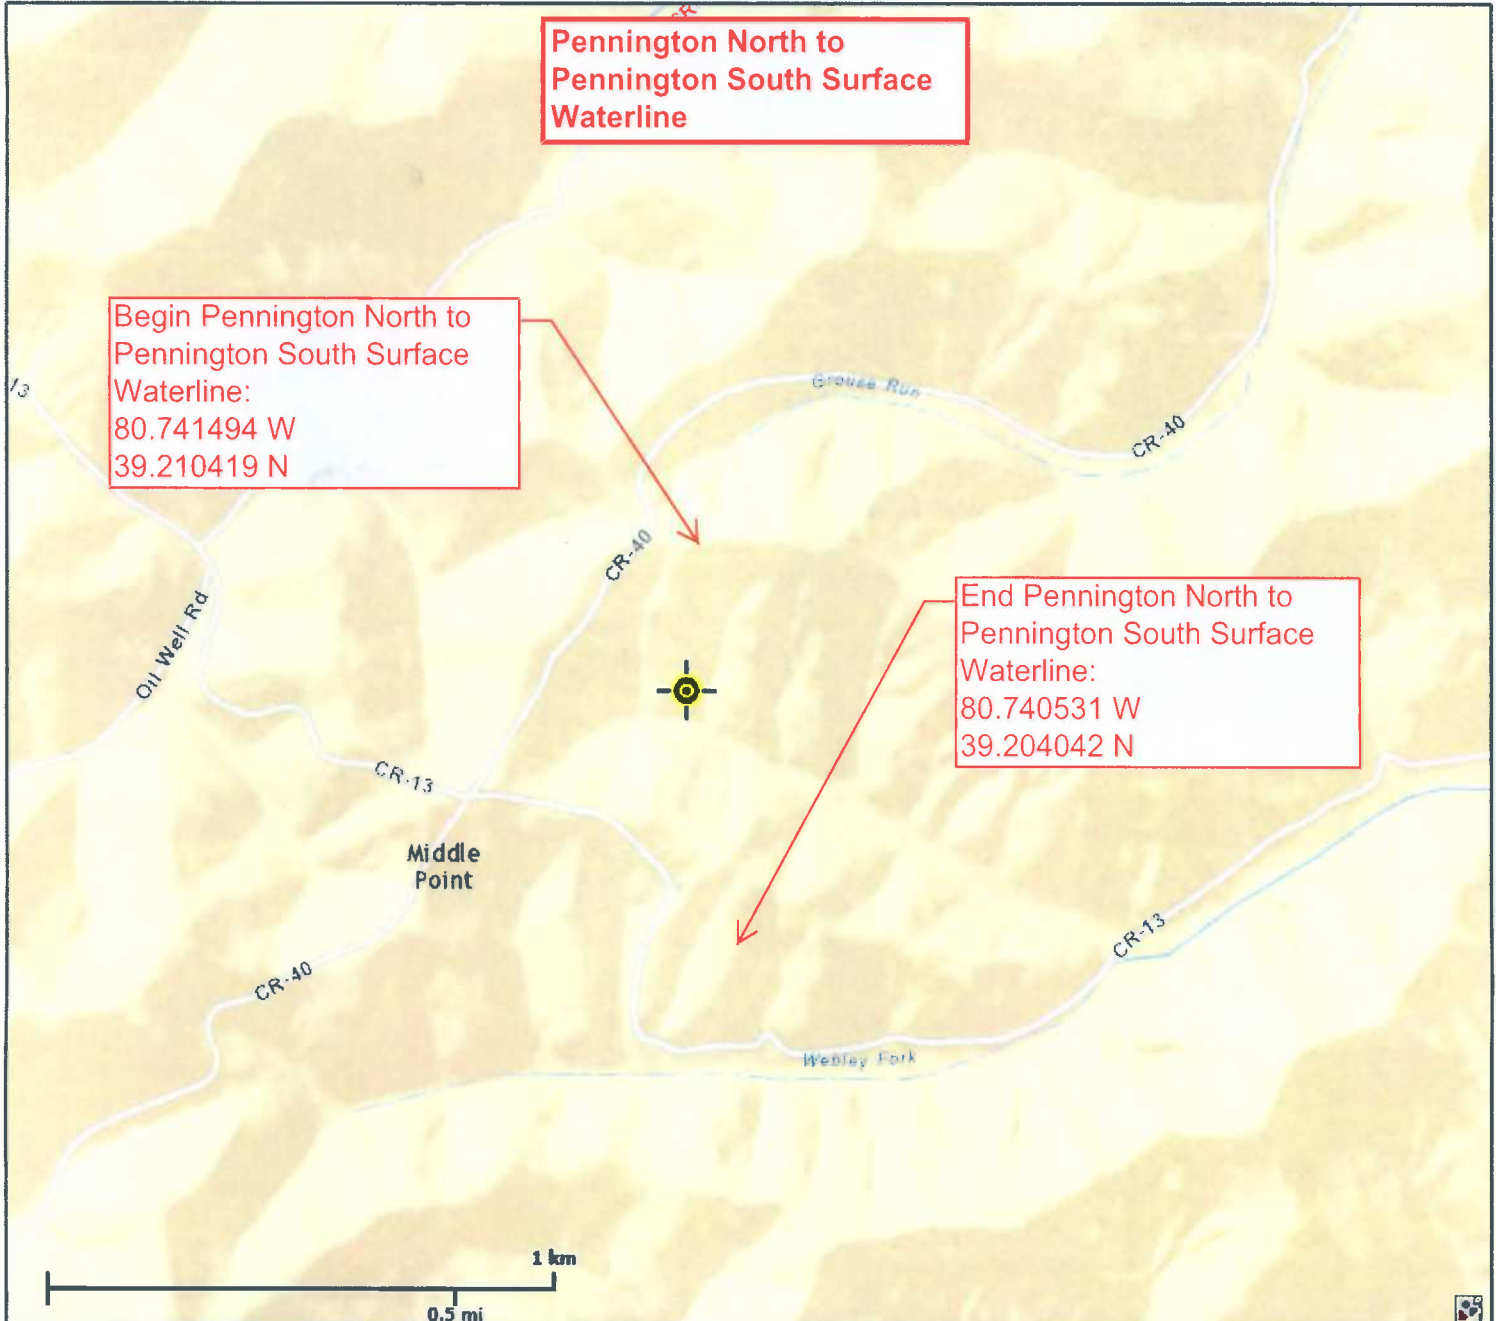 Pennington North to
Pennington South Surface
Waterline
Begin Pennington North to
Pennington South Surface
Waterline:
80.741494 W
39.210419 N
Grouse Run
CR-40
CR-40
Oil Well Rd
End Pennington North to
Pennington South Surface
Waterline:
80.740531 W
39.204042 N
CR-13
Middle
Point
CR-13
CR-40
1 km
0.5 mi